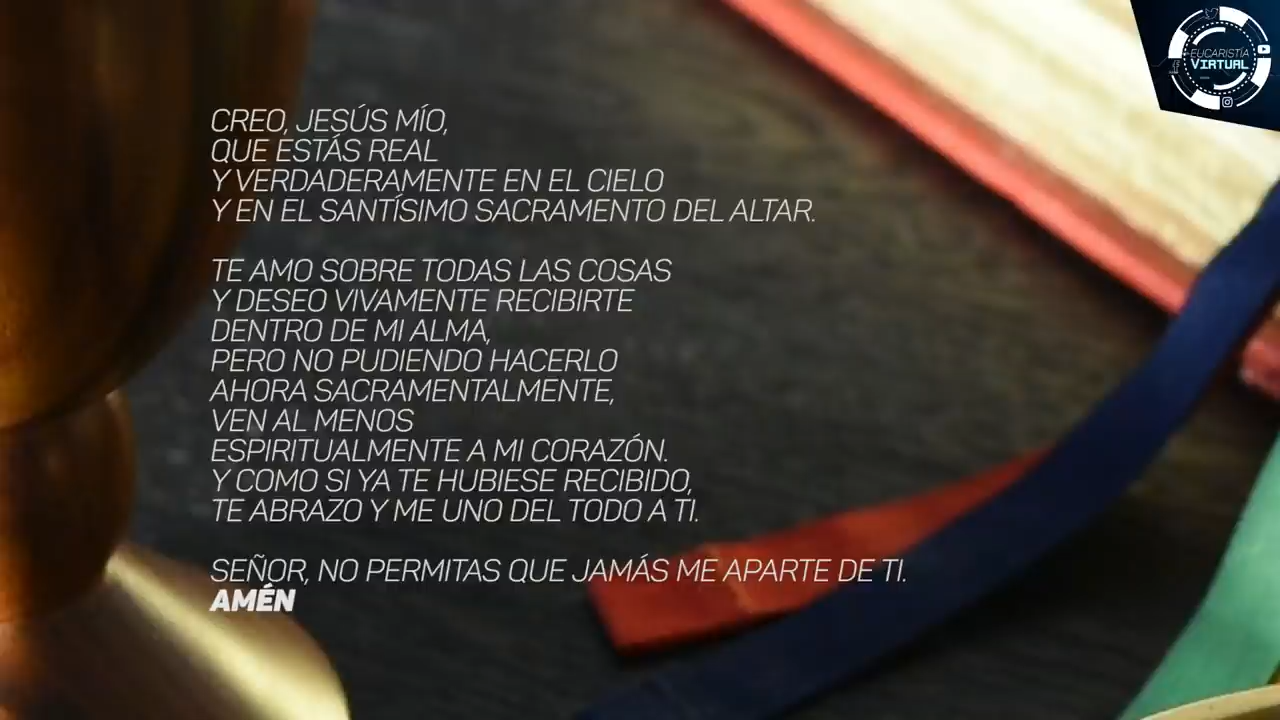 EUCARISTÍA
VIRTUAL
CREO, JESÚS MÍO,
QUE ESTÁS REAL
Y VERDADERAMENTE EN EL CIELO
Y EN EL SANTÍSIMO SACRAMENTO DEL ALTAR.
TE AMO SOBRE TODAS LAS COSAS
Y DESEO VIVAMENTE RECIBIRTE
DENTRO DE MI ALMA,
PERO NO PUDIENDO HACERLO
AHORA SACRAMENTALMENTE,
VEN AL MENOS
ESPIRITUALMENTE A MI CORAZÓN.
Y COMO SI YA TE HUBIESE RECIBIDO,
TE ABRAZO Y ME UNO DEL TODO A TI.
SEÑOR, NO PERMITAS QUE JAMÁS ME APARTE DE TI.
AMÉN